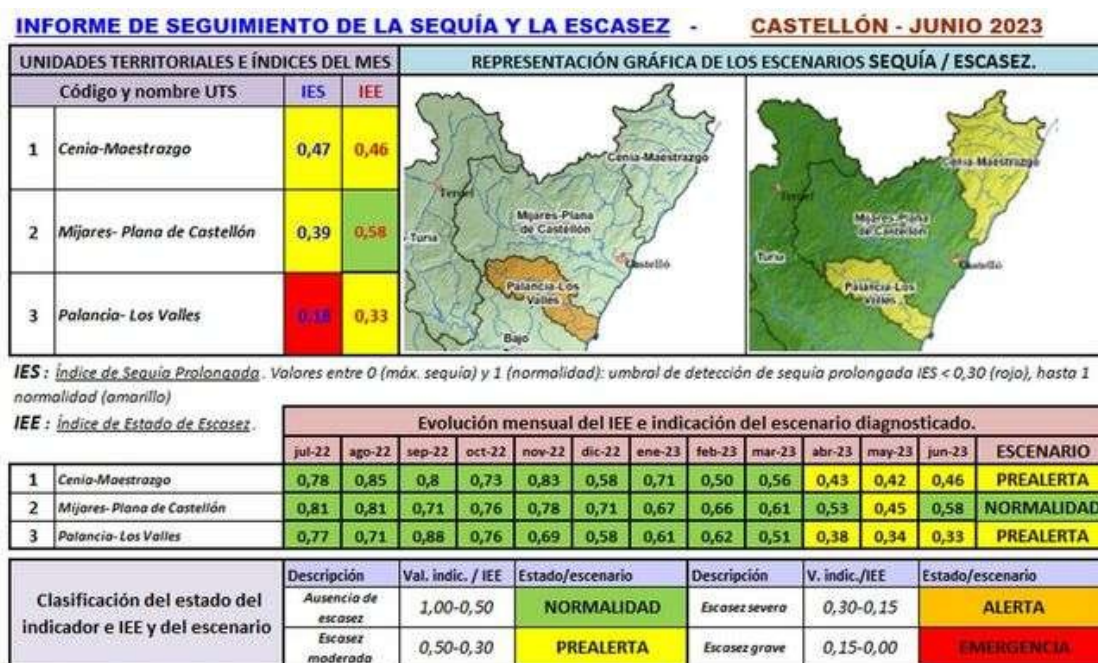 INFORME DE SEGUIMIENTO DE LA SEQUÍA Y LA ESCASEZ - CASTELLÓN - JUNIO 2023
UNIDADES TERRITORIALES E ÍNDICES DEL MES
REPRESENTACIÓN GRÁFICA DE LOS ESCENARIOS SEQUÍA / ESCASEZ.
Código y nombre UTS IES IEE
1 Cenia-Maestrazgo 0,47 0,46
2 Mijares- Plana de Castellón 0,39 0,58
3 Palancia- Los Valles 0,18 0,33
Cenia-Maestrazgo
Teruel
Mijares-Plana
de Castellón
Turia
Castelló
Palancia-Los
Valles
Bajo
Cenia-Maestrazgo
Teruel
Mijares-Plana
de Castellón
Turia
Castelló
Palancia-Los
Valles
IES : Índice de Sequía Prolongada. Valores entre 0 (máx. sequía) y 1 (normalidad): umbral de detección de sequía prolongada IES < 0,30 (rojo), hasta 1
normalidad (amarillo)
IEE : Índice de Estado de Escasez.
Evolución mensual del IEE e indicación del escenario diagnosticado.
jul-22 ago-22 sep-22 oct-22 nov-22 dic-22 ene-23 feb-23 mar-23 abr-23 may-23 jun-23 ESCENARIO
1 Cenia-Maestrazgo 0,78 0,85 0,8 0,73 0,83 0,58 0,71 0,50 0,56 0,43 0,42 0,46 PREALERTA
2 Mijares- Plana de Castellón 0,81 0,81 0,71 0,76 0,78 0,71 0,67 0,66 0,61 0,53 0,45 0,58 NORMALIDAD
3 Palancia- Los Valles 0,77 0,71 0,88 0,76 0,69 0,58 0,61 0,62 0,51 0,38 0,34 0,33 PREALERTA
Clasificación del estado del
indicador e IEE y del escenario
Descripción Val. indic. / IEE Estado/escenario Descripción V. indic./IEE Estado/escenario
Ausencia de
escasez 1,00-0,50 NORMALIDAD Escasez severa 0,30-0,15 ALERTA
Escasez
moderada 0,50-0,30 PREALERTA Escasez grave 0,15-0,00 EMERGENCIA